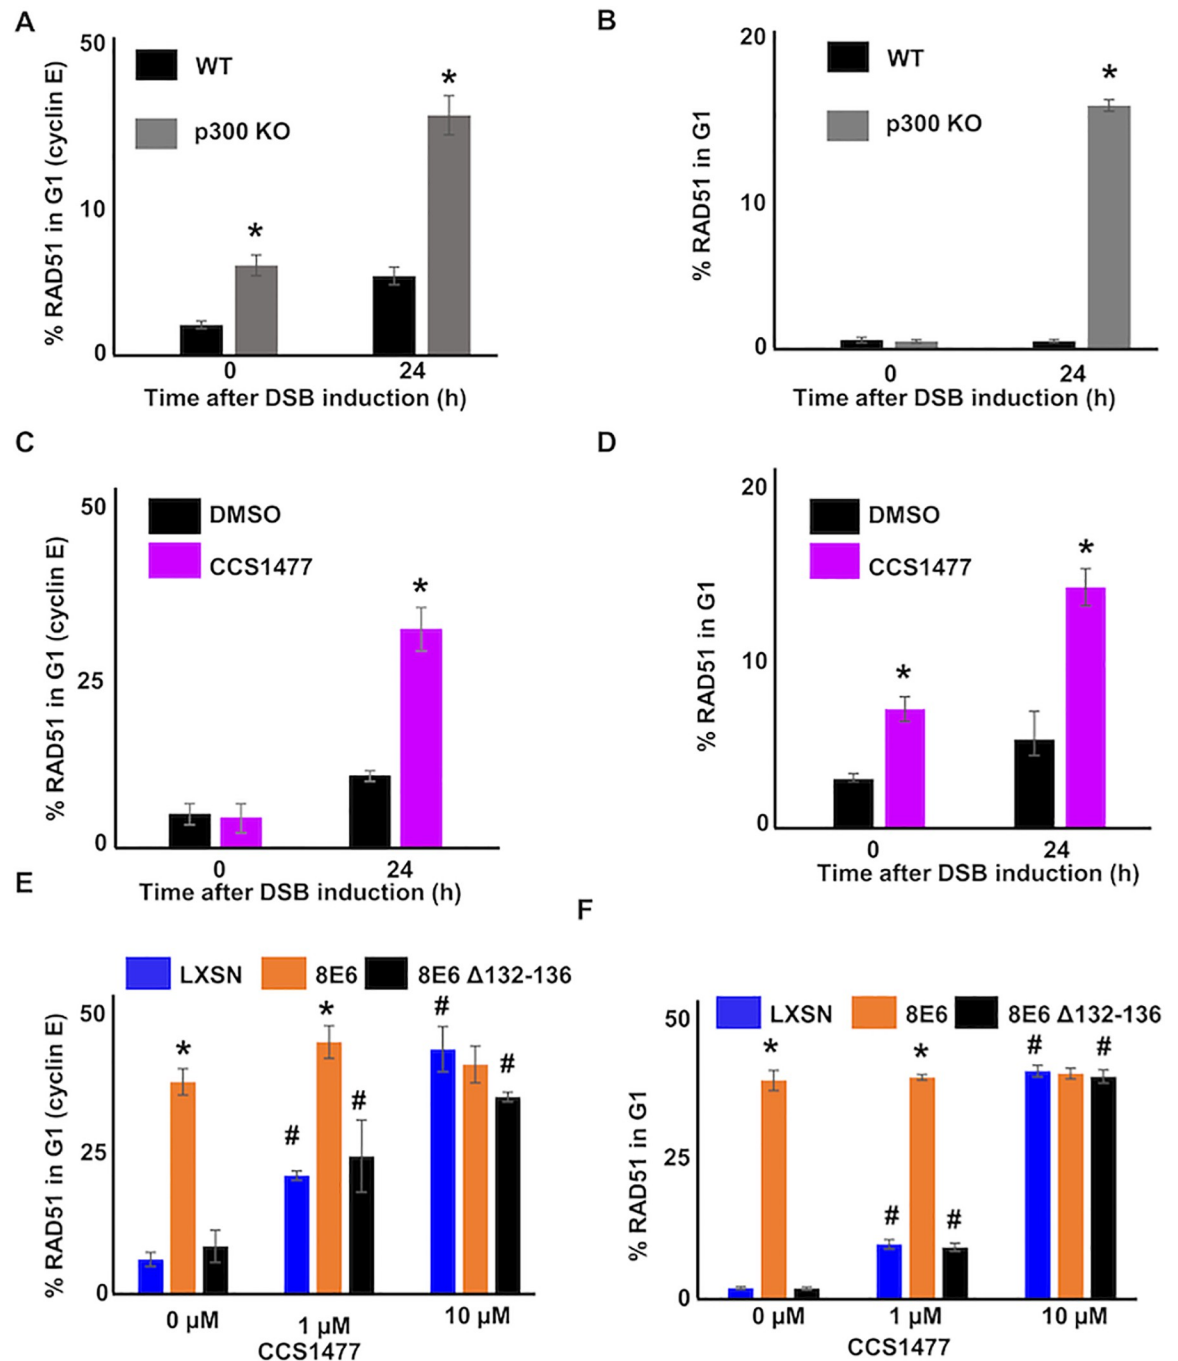 A
50
WT
p300 KO
*
*
10
0
% RAD51 in G1 (cyclin E)
0 24
Time after DSB induction (h)
B
20
WT
p300 KO
*
10
0
% RAD51 in G1
0 24
Time after DSB induction (h)
C
50
DMSO
CCS1477
*
25
0
% RAD51 in G1 (cyclin E)
0 24
Time after DSB induction (h)
D
20
DMSO
CCS1477
*
*
10
0
% RAD51 in G1
0 24
Time after DSB induction (h)
E
LXSN 8E6 8E6 Δ132-136
50
* # * # # #
25
0
% RAD51 in G1 (cyclin E)
0 µM 1 µM 10 µM
CCS1477
F
LXSN 8E6 8E6 Δ132-136
50
* # * # # #
25
0
% RAD51 in G1
0 µM 1 µM 10 µM
CCS1477